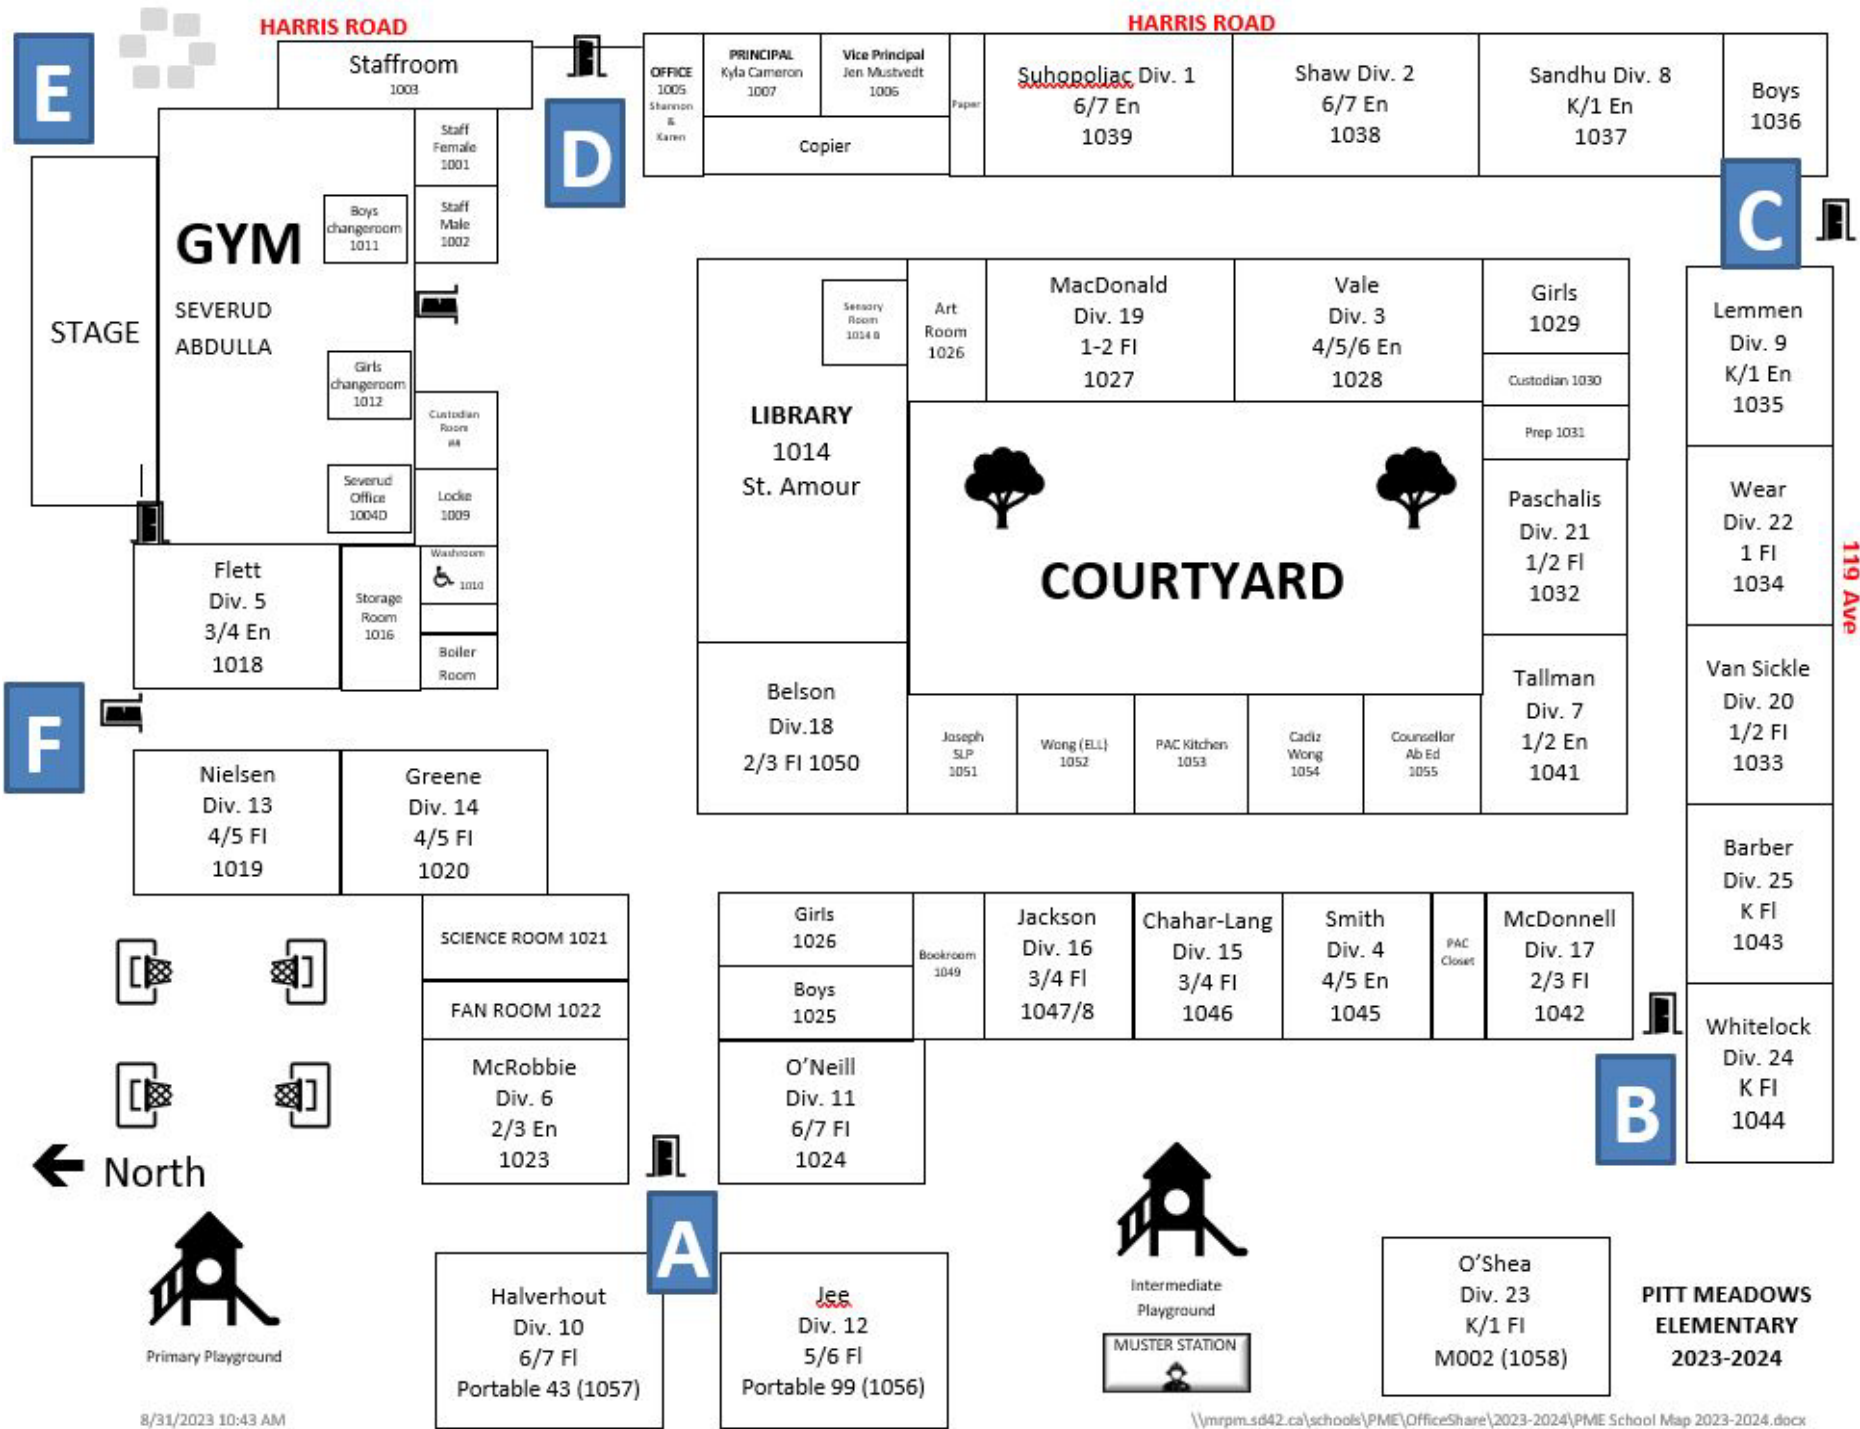 HARRIS ROAD
HARRIS ROAD
E
Staffroom
1003
D
OFFICE
1005
Shannon
&
Karen
PRINCIPAL
Kyla Cameron
1007
Vice Principal
Jen Mustvedt
1006
Copier
Paper
Suhopoljac Div. 1
6/7 En
1039
Shaw Div. 2
6/7 En
1038
Sandhu Div. 8
K/1 En
1037
Boys
1036
C
STAGE
GYM
SEVERUD
ABDULLA
Staff
Female
1001
Staff
Male
1002
Boys
changeroom
1011
Girls
changeroom
1012
Custodian
Room
Severud
Office
1004D
Locke
1009
Washroom
1010
Flett
Div. 5
3/4 En
1018
Storage
Room
1016
Boiler
Room
LIBRARY
1014
St. Amour
Sensory
Room
1014 B
Art
Room
1026
MacDonald
Div. 19
1-2 FI
1027
Vale
Div. 3
4/5/6 En
1028
Girls
1029
Custodian 1030
Prep 1031
COURTYARD
Paschalis
Div. 21
1/2 Fl
1032
Tallman
Div. 7
1/2 En
1041
Lemmen
Div. 9
K/1 En
1035
Wear
Div. 22
1 FI
1034
119 Ave
Van Sickle
Div. 20
1/2 FI
1033
Barber
Div. 25
K Fl
1043
Whitelock
Div. 24
K FI
1044
Belson
Div.18
2/3 FI 1050
Joseph
SLP
1051
Wong (ELL)
1052
PAC Kitchen
1053
Cadiz
Wong
1054
Counsellor
Ab Ed
1055
F
Nielsen
Div. 13
4/5 FI
1019
Greene
Div. 14
4/5 FI
1020
SCIENCE ROOM 1021
FAN ROOM 1022
McRobbie
Div. 6
2/3 En
1023
Girls
1026
Boys
1025
O'Neill
Div. 11
6/7 FI
1024
Bookroom
1049
Jackson
Div. 16
3/4 Fl
1047/8
Chahar-Lang
Div. 15
3/4 FI
1046
Smith
Div. 4
4/5 En
1045
PAC
Closet
McDonnell
Div. 17
2/3 FI
1042
B
North
A
Primary Playground
Halverhout
Div. 10
6/7 Fl
Portable 43 (1057)
Jee
Div. 12
5/6 Fl
Portable 99 (1056)
Intermediate
Playground
MUSTER STATION
O'Shea
Div. 23
K/1 FI
M002 (1058)
PITT MEADOWS
ELEMENTARY
2023-2024
8/31/2023 10:43 AM
\\mrpm.sd42.ca\schools\PME\OfficeShare\2023-2024\PME School Map 2023-2024.docx